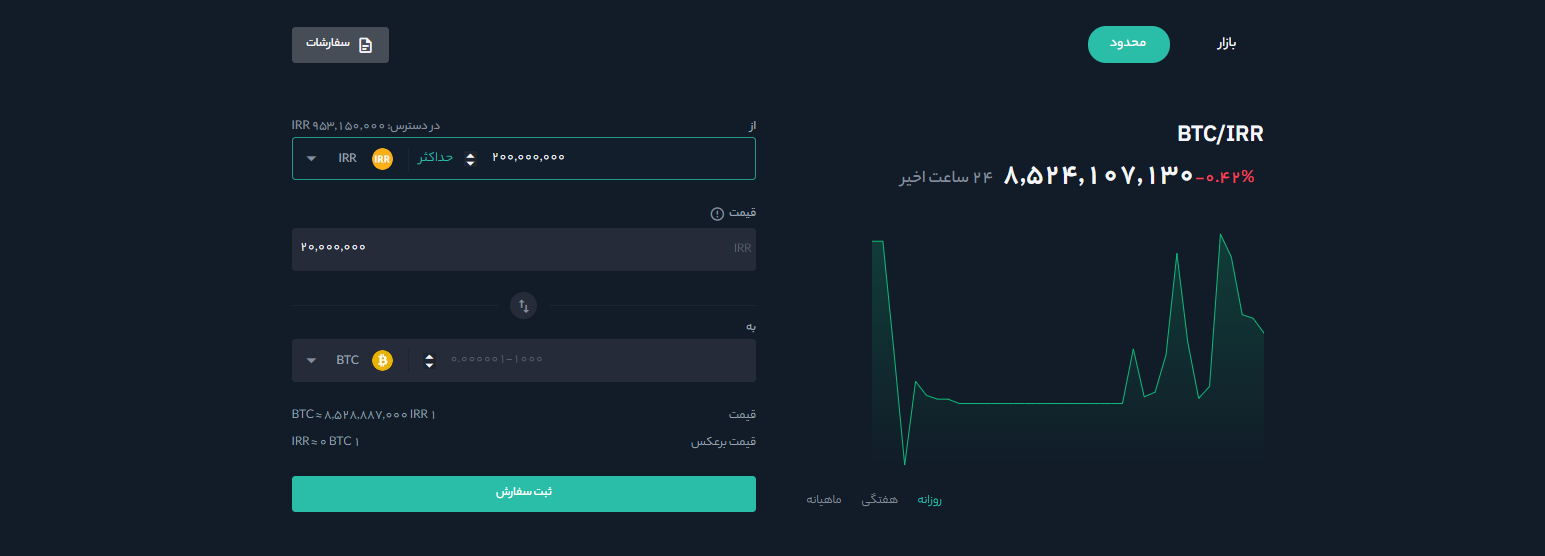 بازار
محدود
سفارشات
BTC/IRR
۸,۵۲۴,۱۰۷,۱۳۰ -۰.۴۲% ۲۴ ساعت اخیر
روزانه هفتگی ماهیانه
از
در دسترس: ۹۵۳,۱۵۰,۰۰۰ IRR
۲۰۰,۰۰۰,۰۰۰ حداکثر IRR IRR
قیمت
IRR ۲۰,۰۰۰,۰۰۰
به
۰.۰۰۰۰۰۱-۱۰۰۰ BTC
قیمت ۱ BTC ≈ ۸,۵۲۸,۸۸۷,۰۰۰ IRR
قیمت برعکس ۱ IRR ≈ ۰ BTC
ثبت سفارش